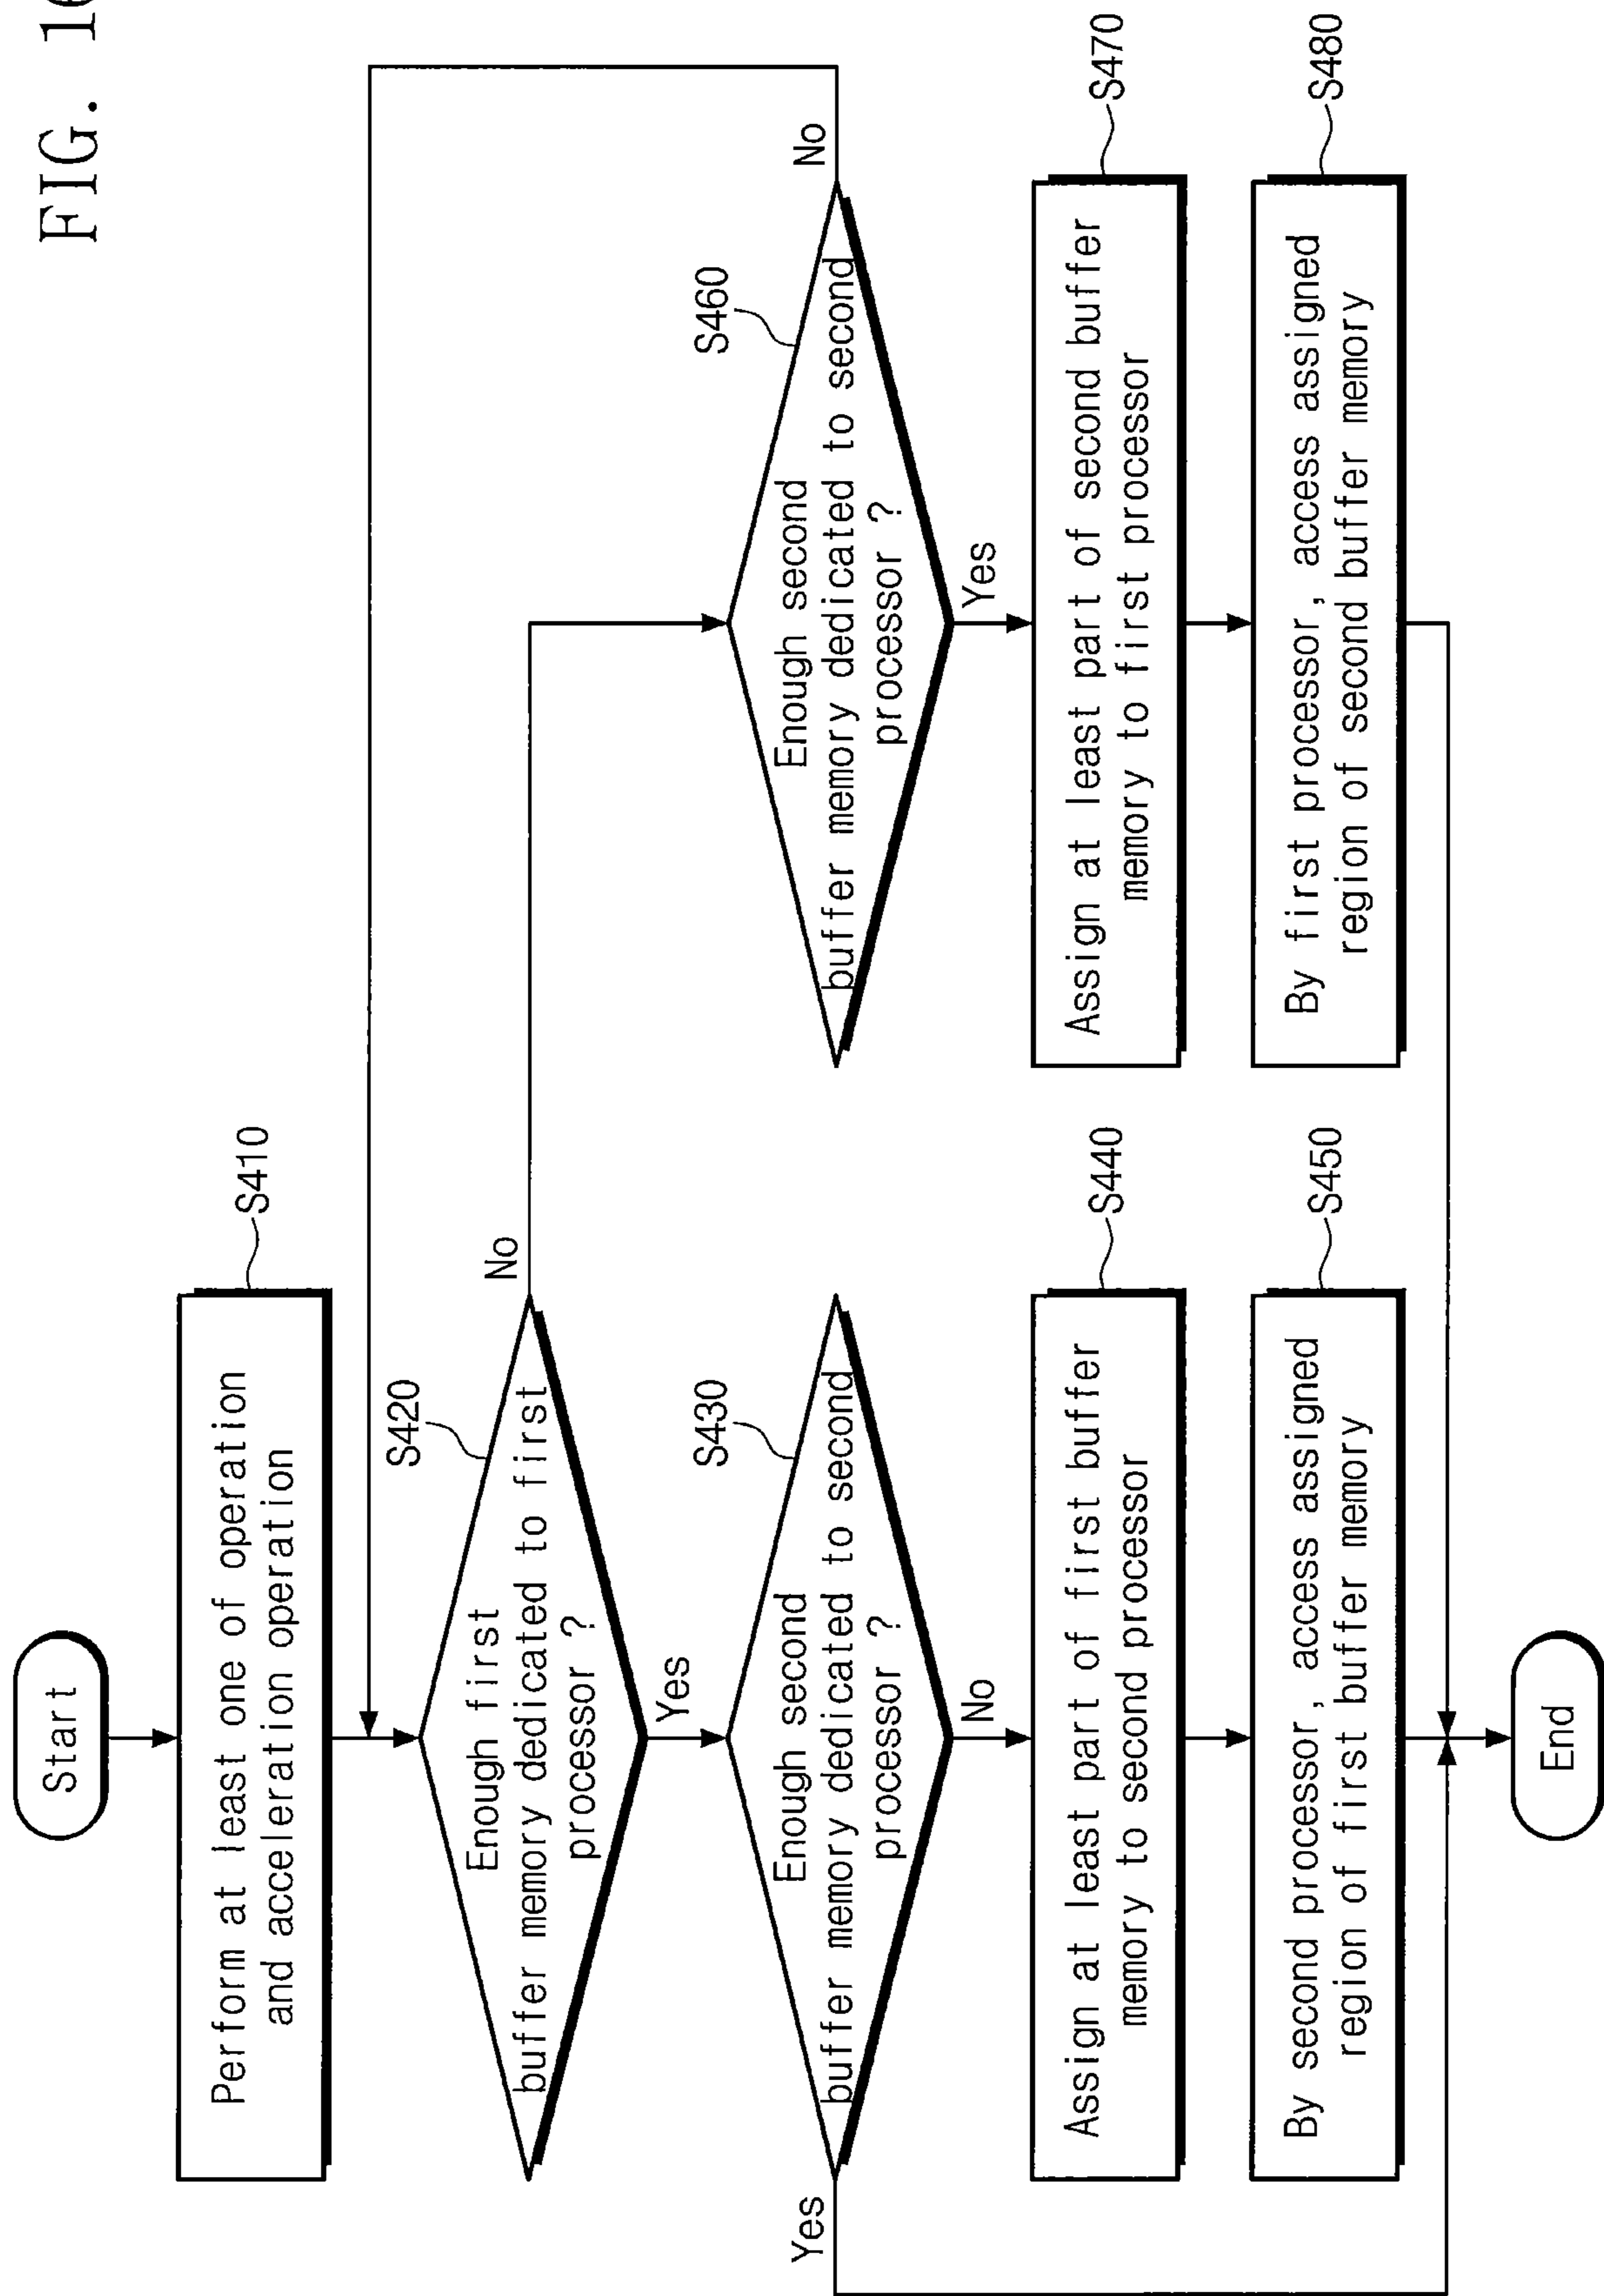 FIG. 10
Start
Perform at least one of operation
and acceleration operation
S410
Enough first
buffer memory dedicated to first
processor ?
S420
No
Yes
Enough second
buffer memory dedicated to second
processor ?
S430
Yes
No
Assign at least part of first buffer
memory to second processor
S440
By second processor, access assigned
region of first buffer memory
S450
Enough second
buffer memory dedicated to second
processor ?
S460
No
Yes
Assign at least part of second buffer
memory to first processor
S470
By first processor, access assigned
region of second buffer memory
S480
End